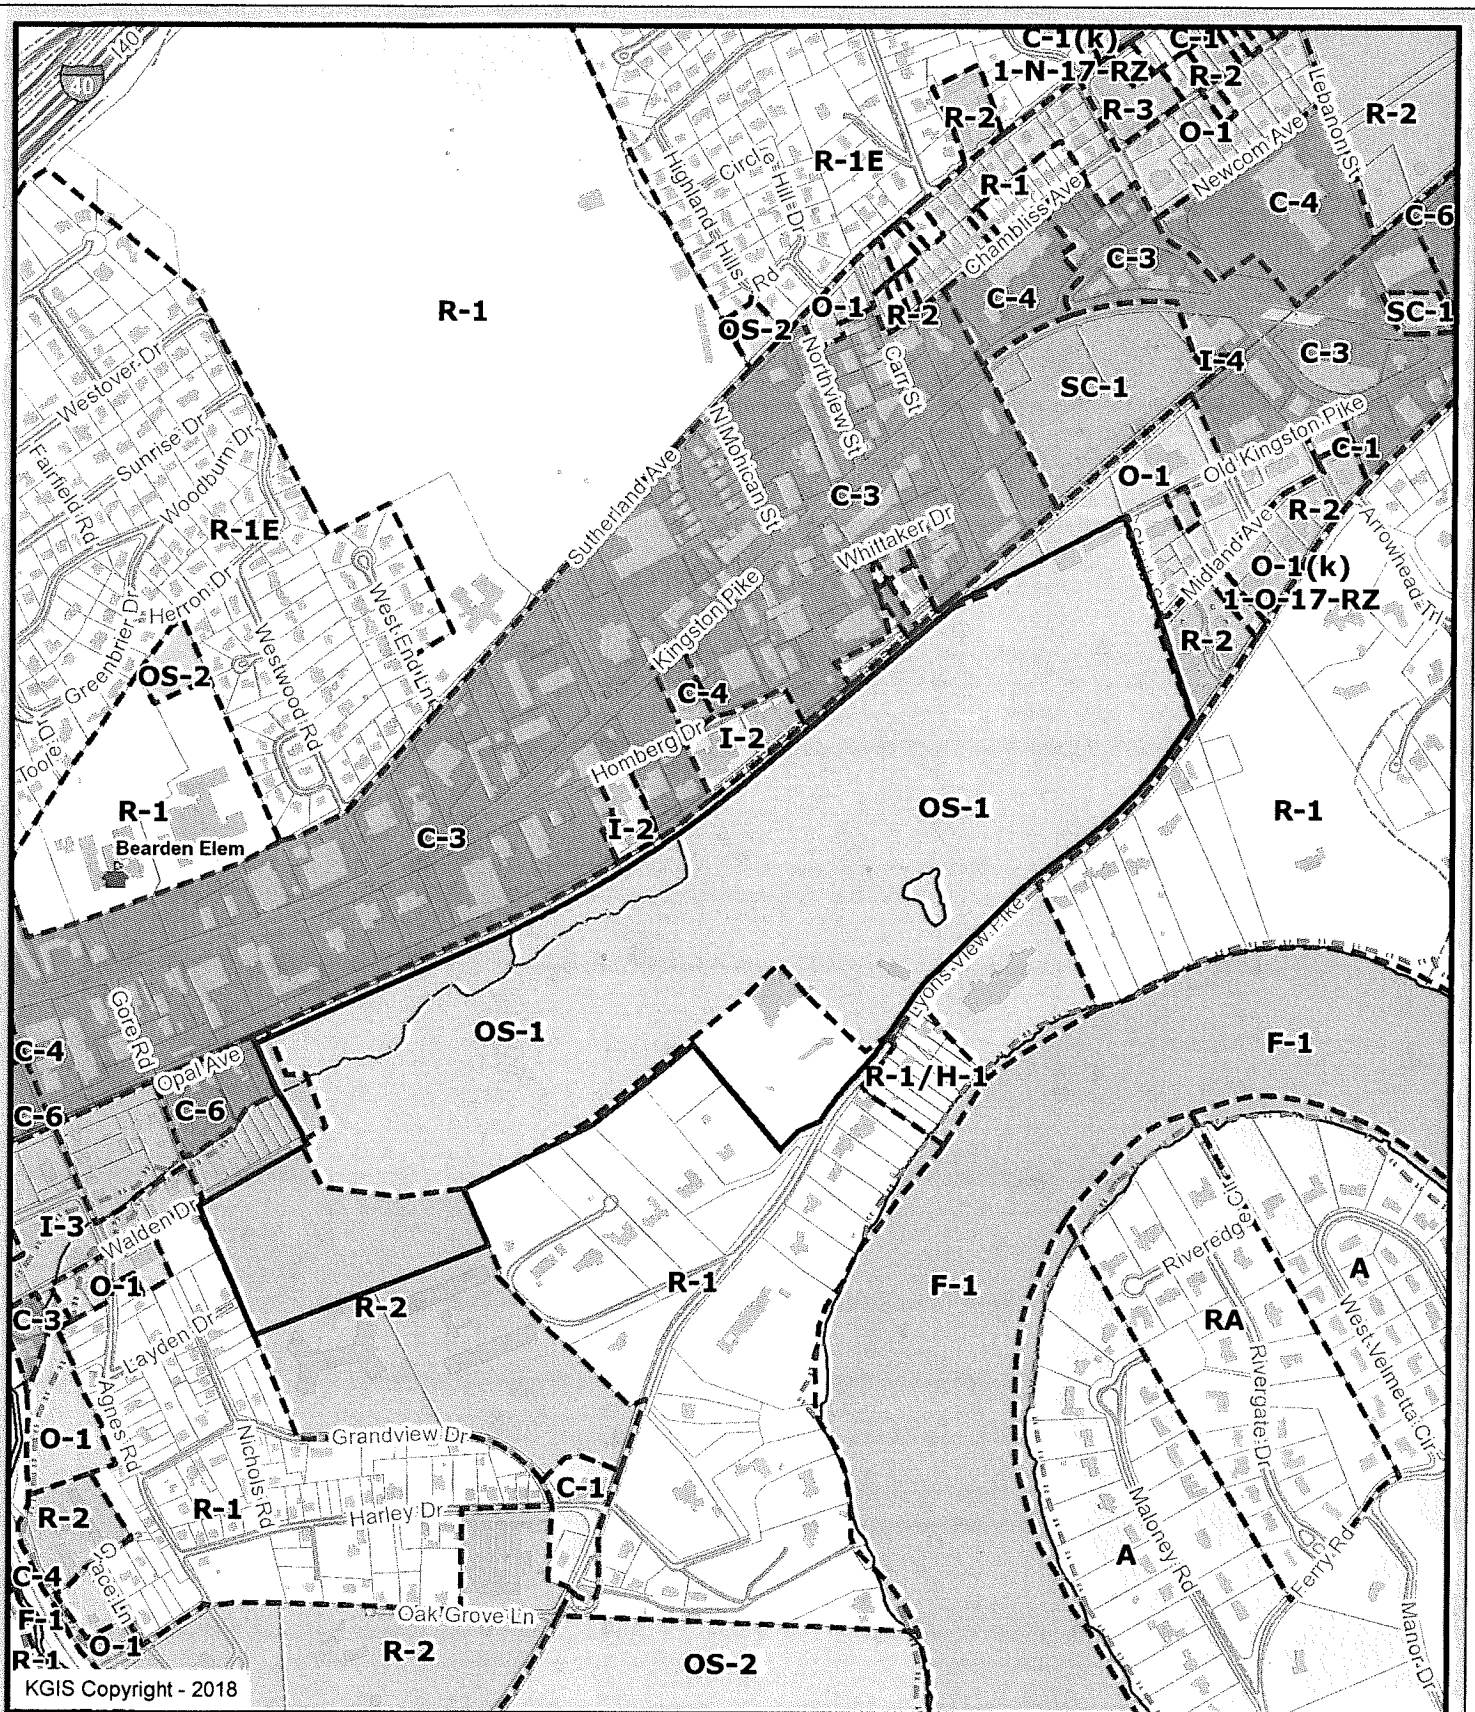 I40
40
C-1(k)
1-N-17-RZ
C-1
R-2
R-2
R-3
O-1
Lebanon St
R-2
Circle Hill Dr
R-1E
Highlands Hills Rd
R-1
Chambliss Ave
Newcom Ave
C-4
C-6
C-3
R-1
C-4
OS-2
O-1
R-2
SC-1
I-4
C-3
Westover Dr
Northview St
Carr St
SC-1
Sunrise Dr
Woodburn Dr
Fairfield Rd
N Mohican St
Old Kingston Pike
C-1
O-1
Sutherland Ave
C-3
R-2
R-1E
Whittaker Dr
Midland Ave
Arrowhead Trl
O-1(k)
1-O-17-RZ
Herron Dr
West End Ln
Kingston Pike
Greenbrier Dr
Westwood Rd
R-2
OS-2
C-4
Toole Dr
Homberg Dr
I-2
R-1
Bearden Elem
C-3
I-2
OS-1
R-1
Lyons View Pike
Gore Rd
OS-1
C-4
Opal Ave
F-1
C-6
C-6
R-1/H-1
I-3
Walden Dr
Riveredge Cir
O-1
R-1
F-1
A
C-3
R-2
RA
West Velmetta Cir
Layden Dr
Agnes Rd
Rivergate Dr
O-1
Nichols Rd
Grandview Dr
C-1
R-2
R-1
Harley Dr
Maloney Rd
A
Ferry Rd
C-4
Grace Ln
F-1
O-1
Oak Grove Ln
Manor Dr
R-1
R-2
OS-2
KGIS Copyright - 2018